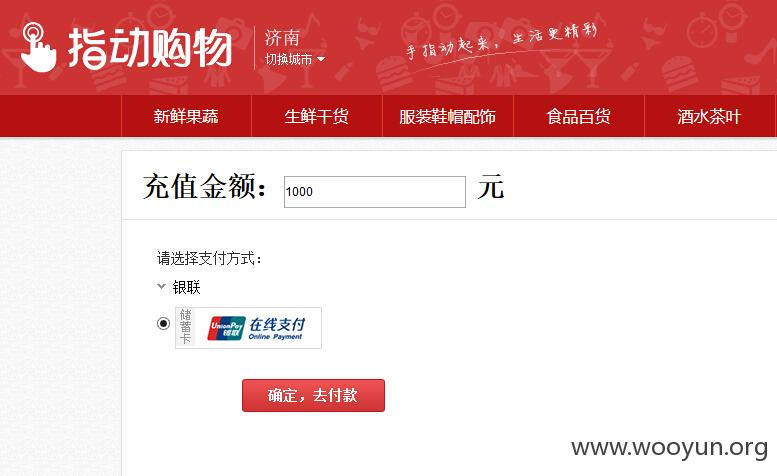 指动购物
济南
切换城市
手指动起来，生活更精彩
新鲜果蔬 生鲜干货 服装鞋帽配饰 食品百货 酒水茶叶
充值金额： 1000 元
请选择支付方式：
银联
储蓄卡 UnionPay 银联 在线支付 Online Payment
确定，去付款
www.wooyun.org